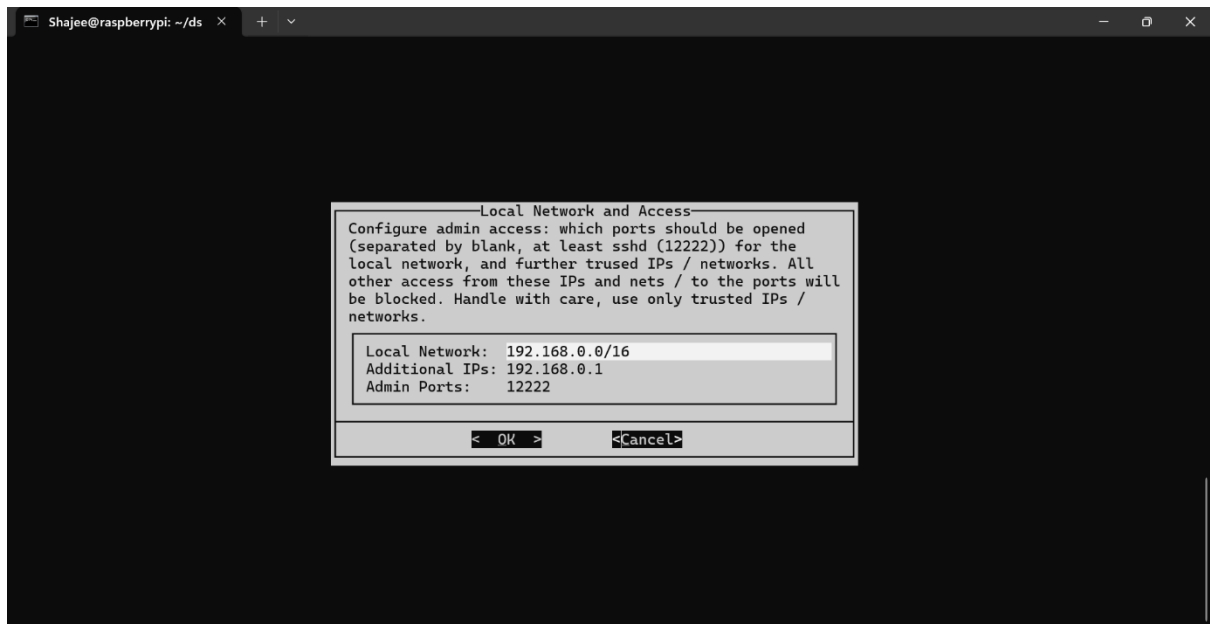 Shajee@raspberrypi: ~/ds
Local Network and Access
Configure admin access: which ports should be opened
(separated by blank, at least sshd (12222)) for the
local network, and further trused IPs / networks. All
other access from these IPs and nets / to the ports will
be blocked. Handle with care, use only trusted IPs /
networks.
Local Network: 192.168.0.0/16
Additional IPs: 192.168.0.1
Admin Ports: 12222
< OK > <Cancel>